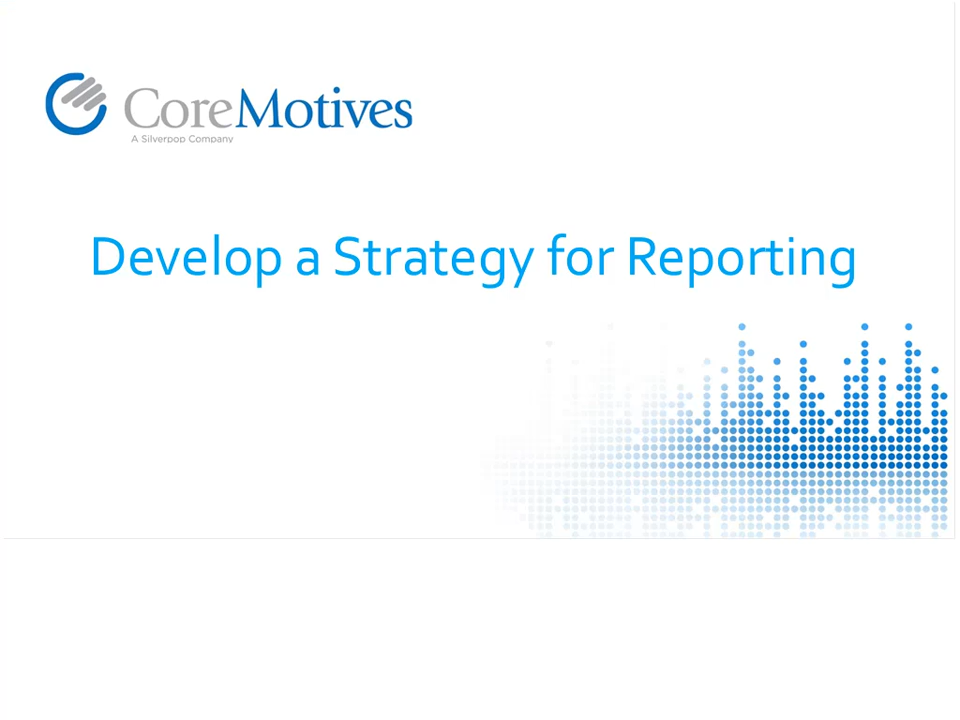 CoreMotives
A Silverpop Company
Develop a Strategy for Reporting